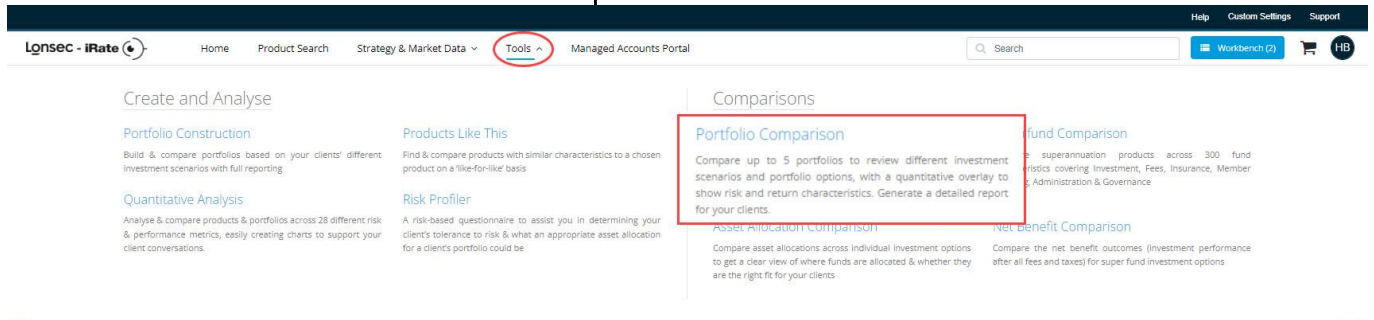 Help Custom Settings Support
Lonsec - iRate Home Product Search Strategy & Market Data Tools Managed Accounts Portal Search Workbench (2) HB
Create and Analyse
Portfolio Construction
Build & compare portfolios based on your clients' different
investment scenarios with full reporting
Products Like This
Find & compare products with similar characteristics to a chosen
product on a 'like-for-like' basis
Quantitative Analysis
Analyse & compare products & portfolios across 28 different risk
& performance metrics, easily creating charts to support your
client conversations.
Risk Profiler
A risk-based questionnaire to assist you in determining your
client's tolerance to risk & what an appropriate asset allocation
for a client's portfolio could be
Comparisons
Portfolio Comparison
Compare up to 5 portfolios to review different investment
scenarios and portfolio options, with a quantitative overlay to
show risk and return characteristics. Generate a detailed report
for your clients.
fund Comparison
superannuation products across 300 fund
eristics covering Investment, Fees, Insurance, Member
Administration & Governance
Asset Allocation Comparison
Compare asset allocations across individual investment options
to get a clear view of where funds are allocated & whether they
are the right fit for your clients
Net Benefit Comparison
Compare the net benefit outcomes (investment performance
after all fees and taxes) for super fund investment options